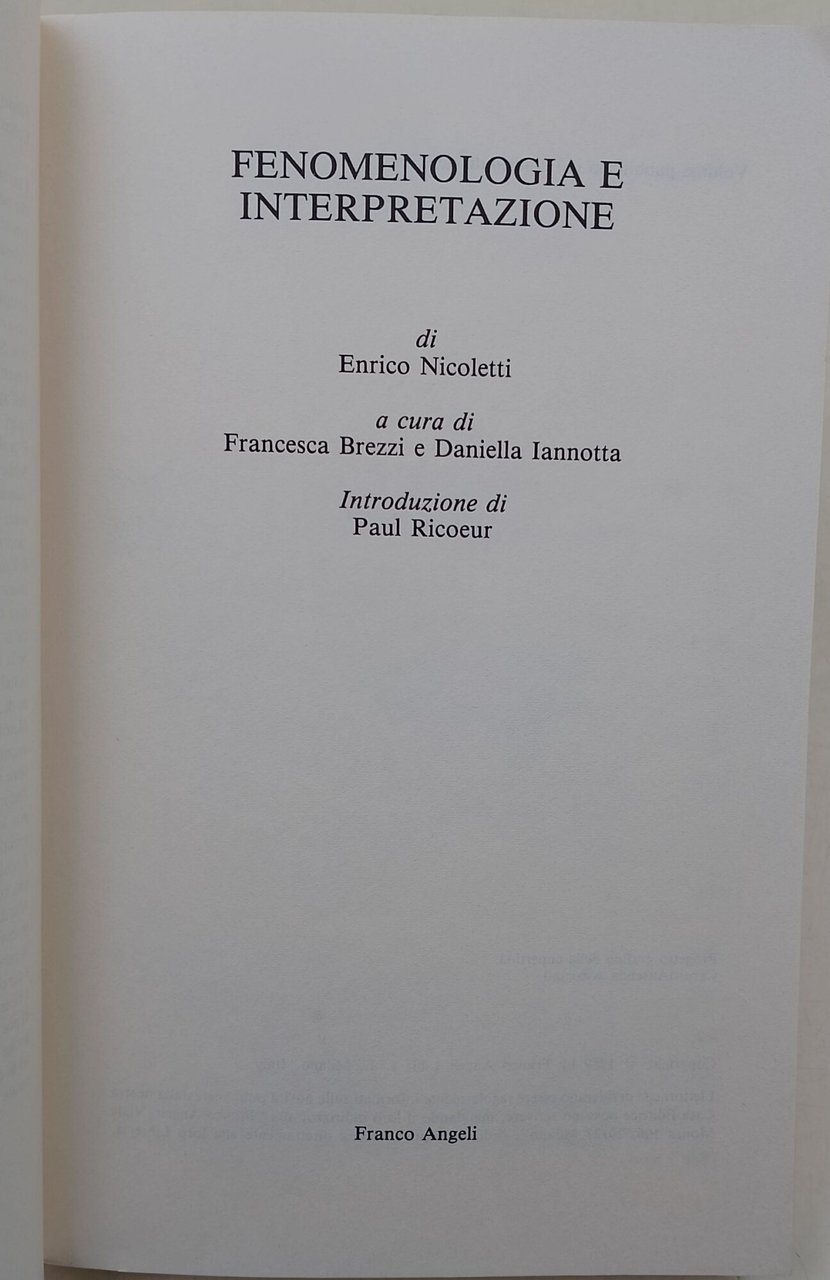 FENOMENOLOGIA E
INTERPRETAZIONE
di
Enrico Nicoletti
a cura di
Francesca Brezzi e Daniella Iannotta
Introduzione di
Paul Ricoeur
Franco Angeli